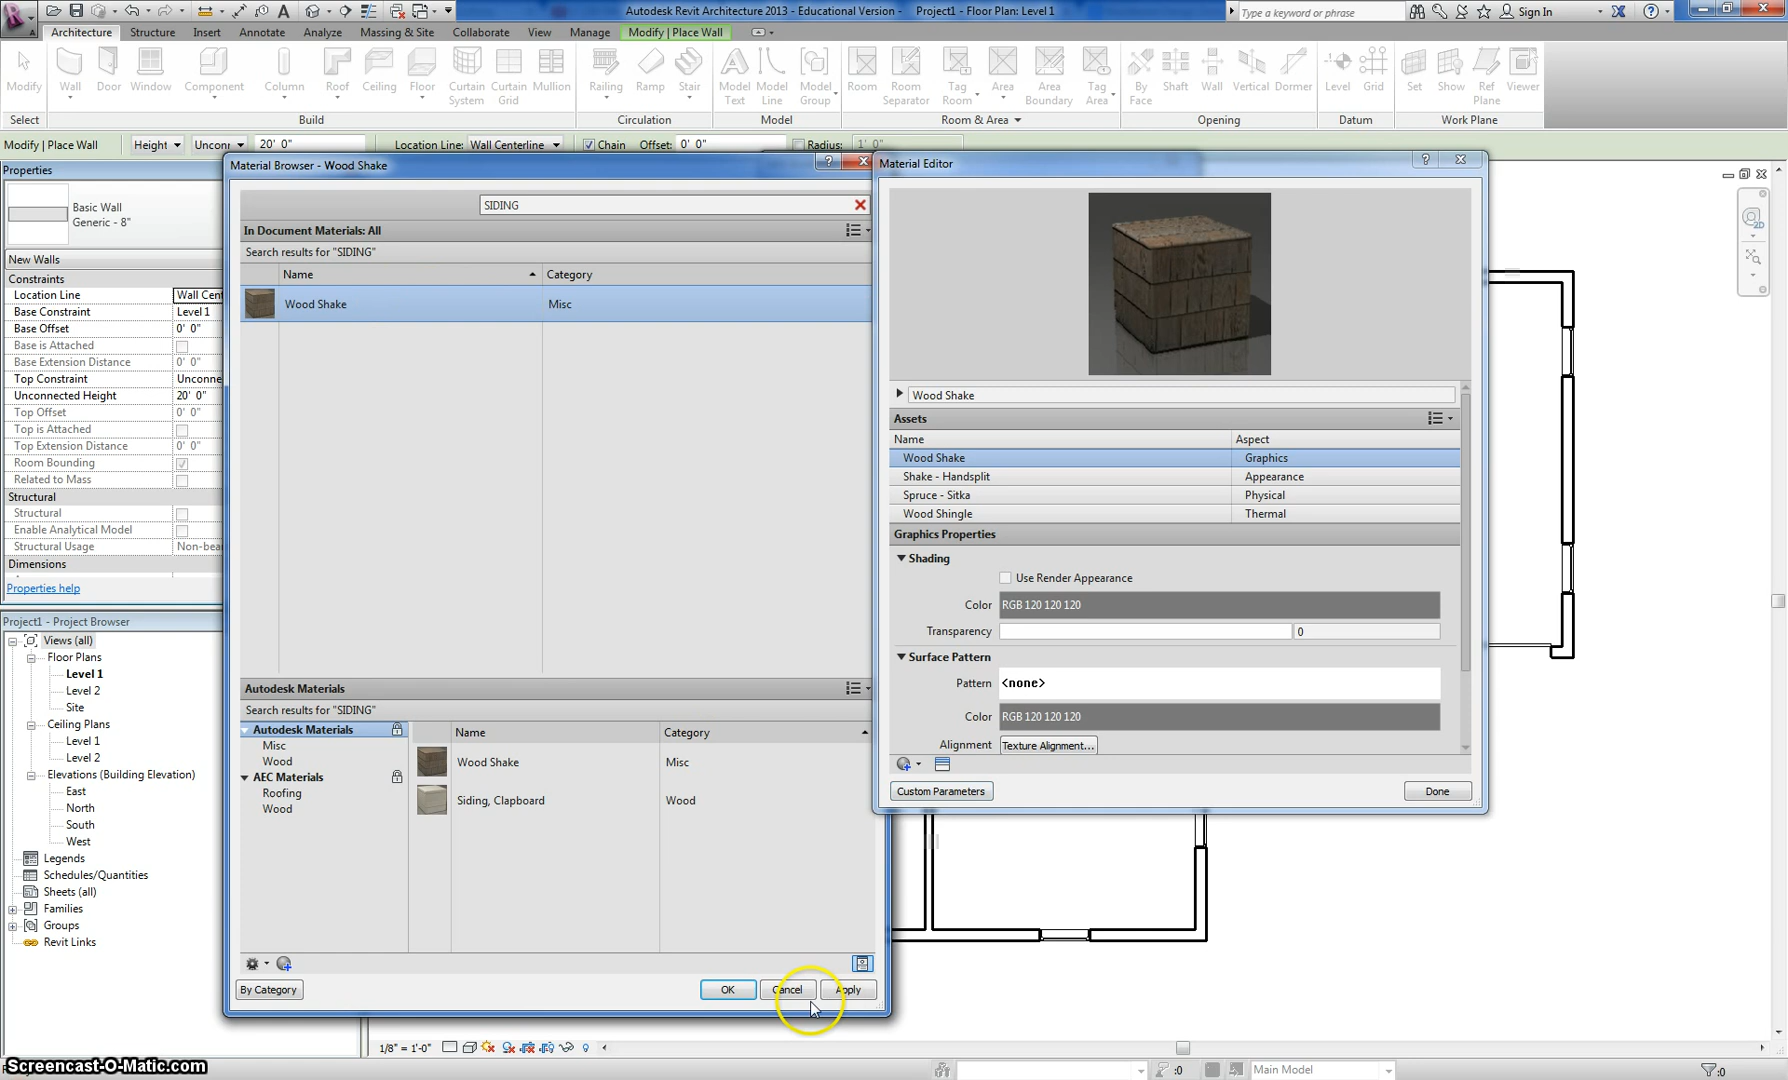 Autodesk Revit Architecture 2013 - Educational Version - Project1 - Floor Plan: Level 1
Type a keyword or phrase
Sign In
Architecture Structure Insert Annotate Analyze Massing & Site Collaborate View Manage Modify | Place Wall
Modify Wall Door Window Component Column Roof Ceiling Floor Curtain System Curtain Grid Mullion Railing Ramp Stair Model Text Model Line Model Group Room Room Separator Tag Room Area Area Boundary Tag Area By Face Shaft Wall Vertical Dormer Level Grid Set Show Ref Plane Viewer
Select Build Circulation Model Room & Area Opening Datum Work Plane
Modify | Place Wall Height Unconr 20' 0" Location Line: Wall Centerline Chain Offset: 0' 0" Radius: 1' 0"
Properties
Basic Wall
Generic - 8"
New Walls
Constraints
Location Line Wall Cent
Base Constraint Level 1
Base Offset 0' 0"
Base is Attached
Base Extension Distance 0' 0"
Top Constraint Unconne
Unconnected Height 20' 0"
Top Offset 0' 0"
Top is Attached
Top Extension Distance 0' 0"
Room Bounding
Related to Mass
Structural
Structural
Enable Analytical Model
Structural Usage Non-bear
Dimensions
Properties help
Project1 - Project Browser
Views (all)
Floor Plans
Level 1
Level 2
Site
Ceiling Plans
Level 1
Level 2
Elevations (Building Elevation)
East
North
South
West
Legends
Schedules/Quantities
Sheets (all)
Families
Groups
Revit Links
Material Browser - Wood Shake
SIDING
In Document Materials: All
Search results for "SIDING"
Name Category
Wood Shake Misc
Autodesk Materials
Search results for "SIDING"
Autodesk Materials
Misc
Wood
AEC Materials
Roofing
Wood
Name Category
Wood Shake Misc
Siding, Clapboard Wood
By Category OK Cancel Apply
Material Editor
Wood Shake
Assets
Name Aspect
Wood Shake Graphics
Shake - Handsplit Appearance
Spruce - Sitka Physical
Wood Shingle Thermal
Graphics Properties
Shading
Use Render Appearance
Color RGB 120 120 120
Transparency 0
Surface Pattern
Pattern <none>
Color RGB 120 120 120
Alignment Texture Alignment...
Custom Parameters Done
2D
1/8" = 1'-0"
:0 Main Model :0
Screencast-O-Matic.com